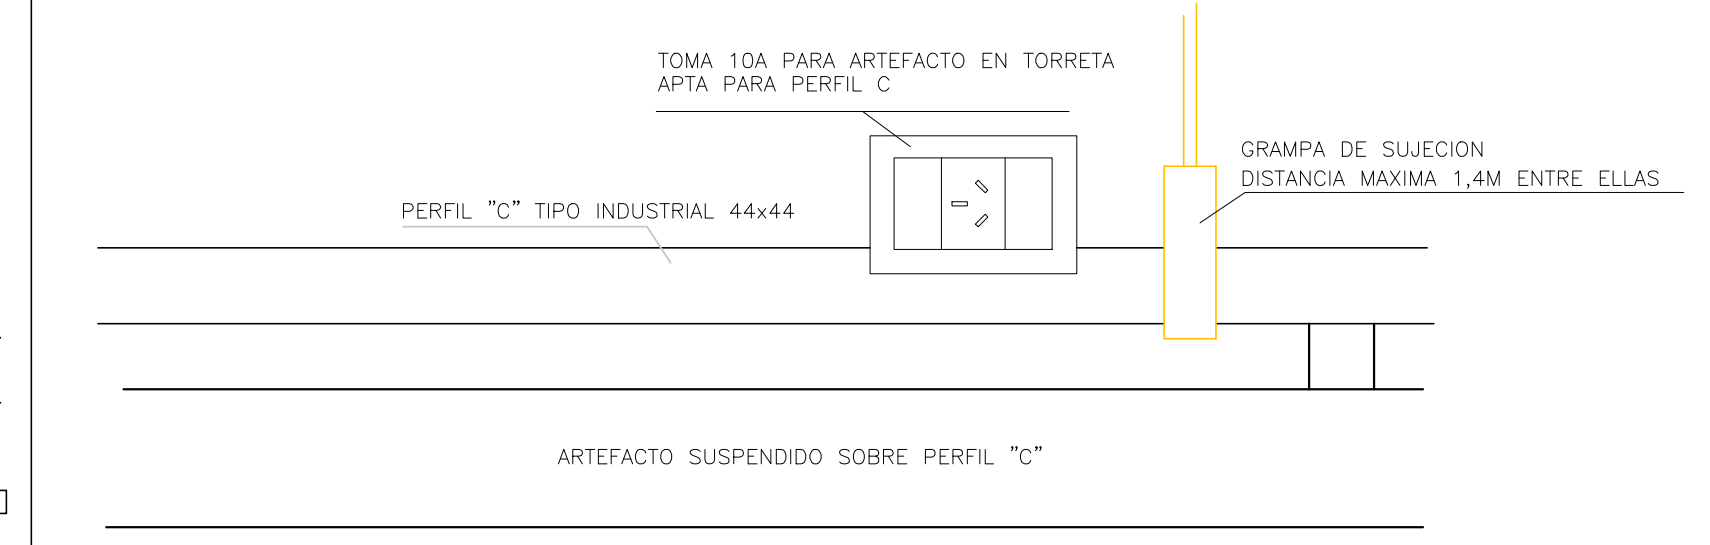 TOMA 10A PARA ARTEFACTO EN TORRETA
APTA PARA PERFIL C
GRAMPA DE SUJECION
DISTANCIA MAXIMA 1,4M ENTRE ELLAS
PERFIL "C" TIPO INDUSTRIAL 44x44
ARTEFACTO SUSPENDIDO SOBRE PERFIL "C"